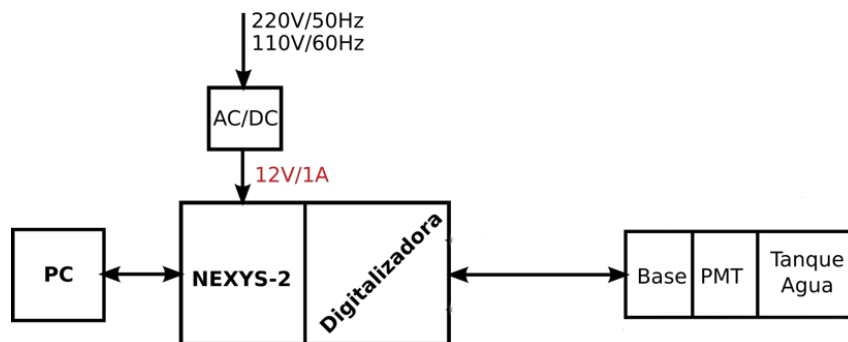 220V/50Hz
110V/60Hz
AC/DC
12V/1A
PC
NEXYS-2
Digitalizadora
Base
PMT
Tanque
Agua